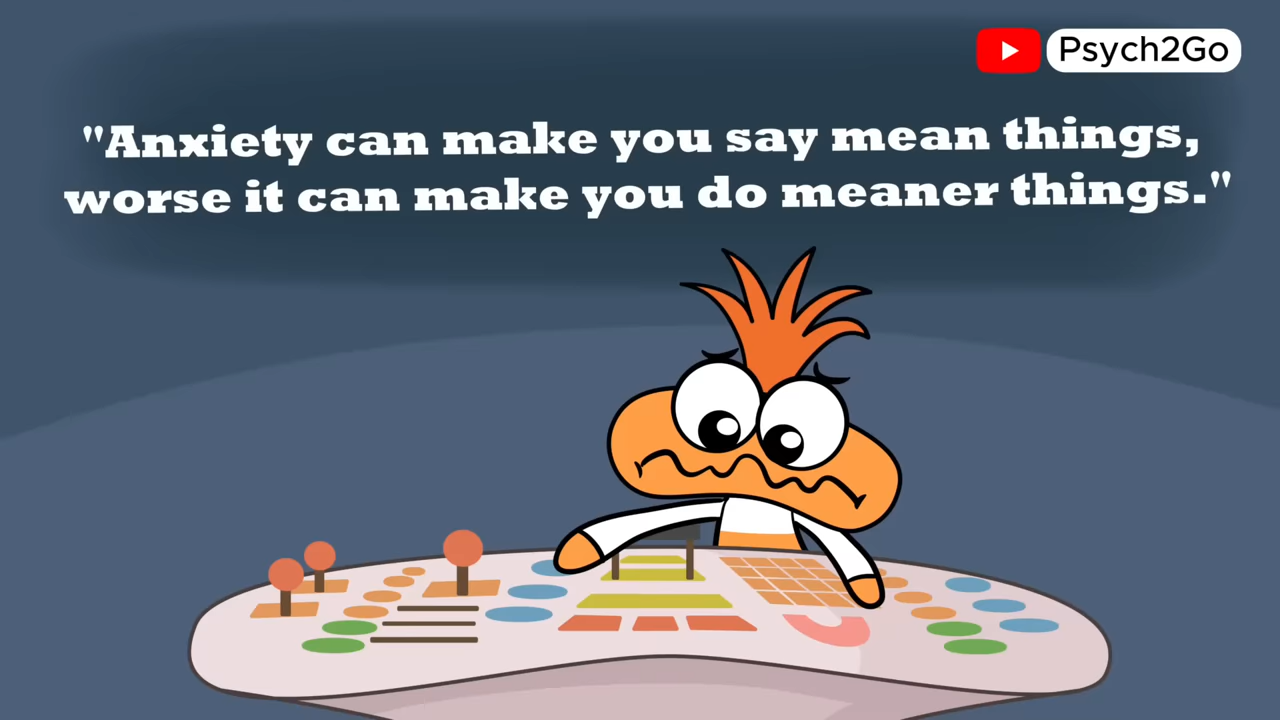 Psych2Go
"Anxiety can make you say mean things,
worse it can make you do meaner things."